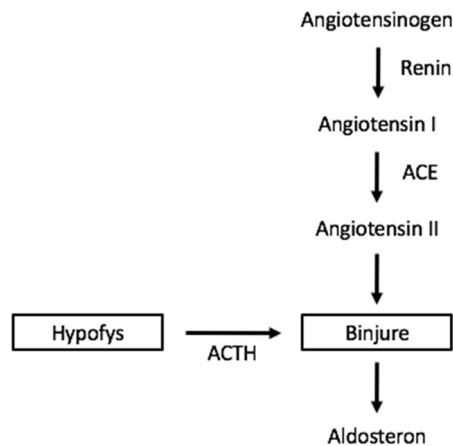 Angiotensinogen
Renin
Angiotensin I
ACE
Angiotensin II
Hypofys
ACTH
Binjure
Aldosteron